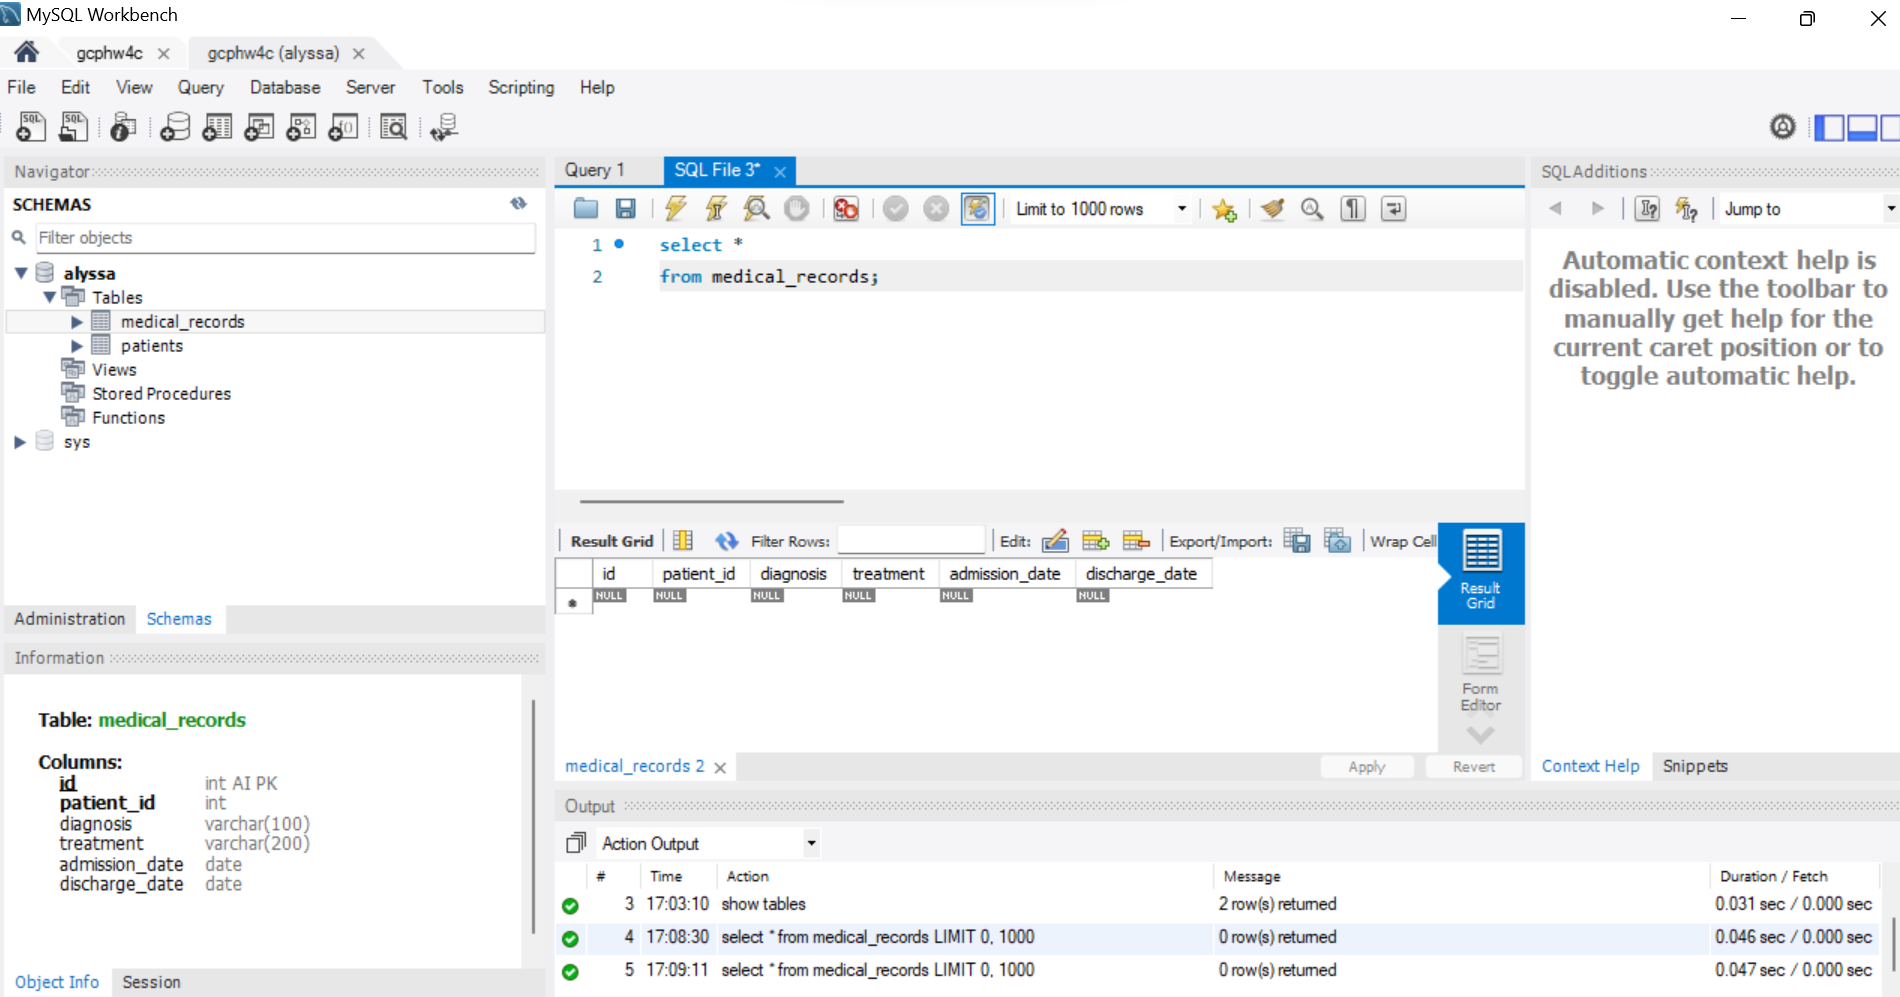 MySQL Workbench
gcphw4c
gcphw4c (alyssa)
File Edit View Query Database Server Tools Scripting Help
Navigator
SCHEMAS
Filter objects
alyssa
Tables
medical_records
patients
Views
Stored Procedures
Functions
sys
Administration Schemas
Information
Table: medical_records
Columns:
id int AI PK
patient_id int
diagnosis varchar(100)
treatment varchar(200)
admission_date date
discharge_date date
Object Info Session
Query 1 SQL File 3*
Limit to 1000 rows
1 select *
2 from medical_records;
Result Grid Filter Rows: Edit: Export/Import: Wrap Cell
id patient_id diagnosis treatment admission_date discharge_date
NULL NULL NULL NULL NULL NULL
Result
Grid
Form
Editor
medical_records 2
Apply Revert
Output
Action Output
# Time Action Message Duration / Fetch
3 17:03:10 show tables 2 row(s) returned 0.031 sec / 0.000 sec
4 17:08:30 select * from medical_records LIMIT 0, 1000 0 row(s) returned 0.046 sec / 0.000 sec
5 17:09:11 select * from medical_records LIMIT 0, 1000 0 row(s) returned 0.047 sec / 0.000 sec
SQLAdditions
Jump to
Automatic context help is
disabled. Use the toolbar to
manually get help for the
current caret position or to
toggle automatic help.
Context Help Snippets